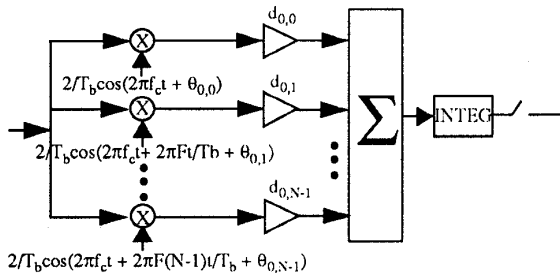 d0,0
X
2/Tbcos(2πfct + θ0,0)
d0,1
X
2/Tbcos(2πfct+ 2πFt/Tb + θ0,1)
Σ
INTEG
d0,N-1
X
2/Tbcos(2πfct + 2πF(N-1)t/Tb + θ0,N-1)